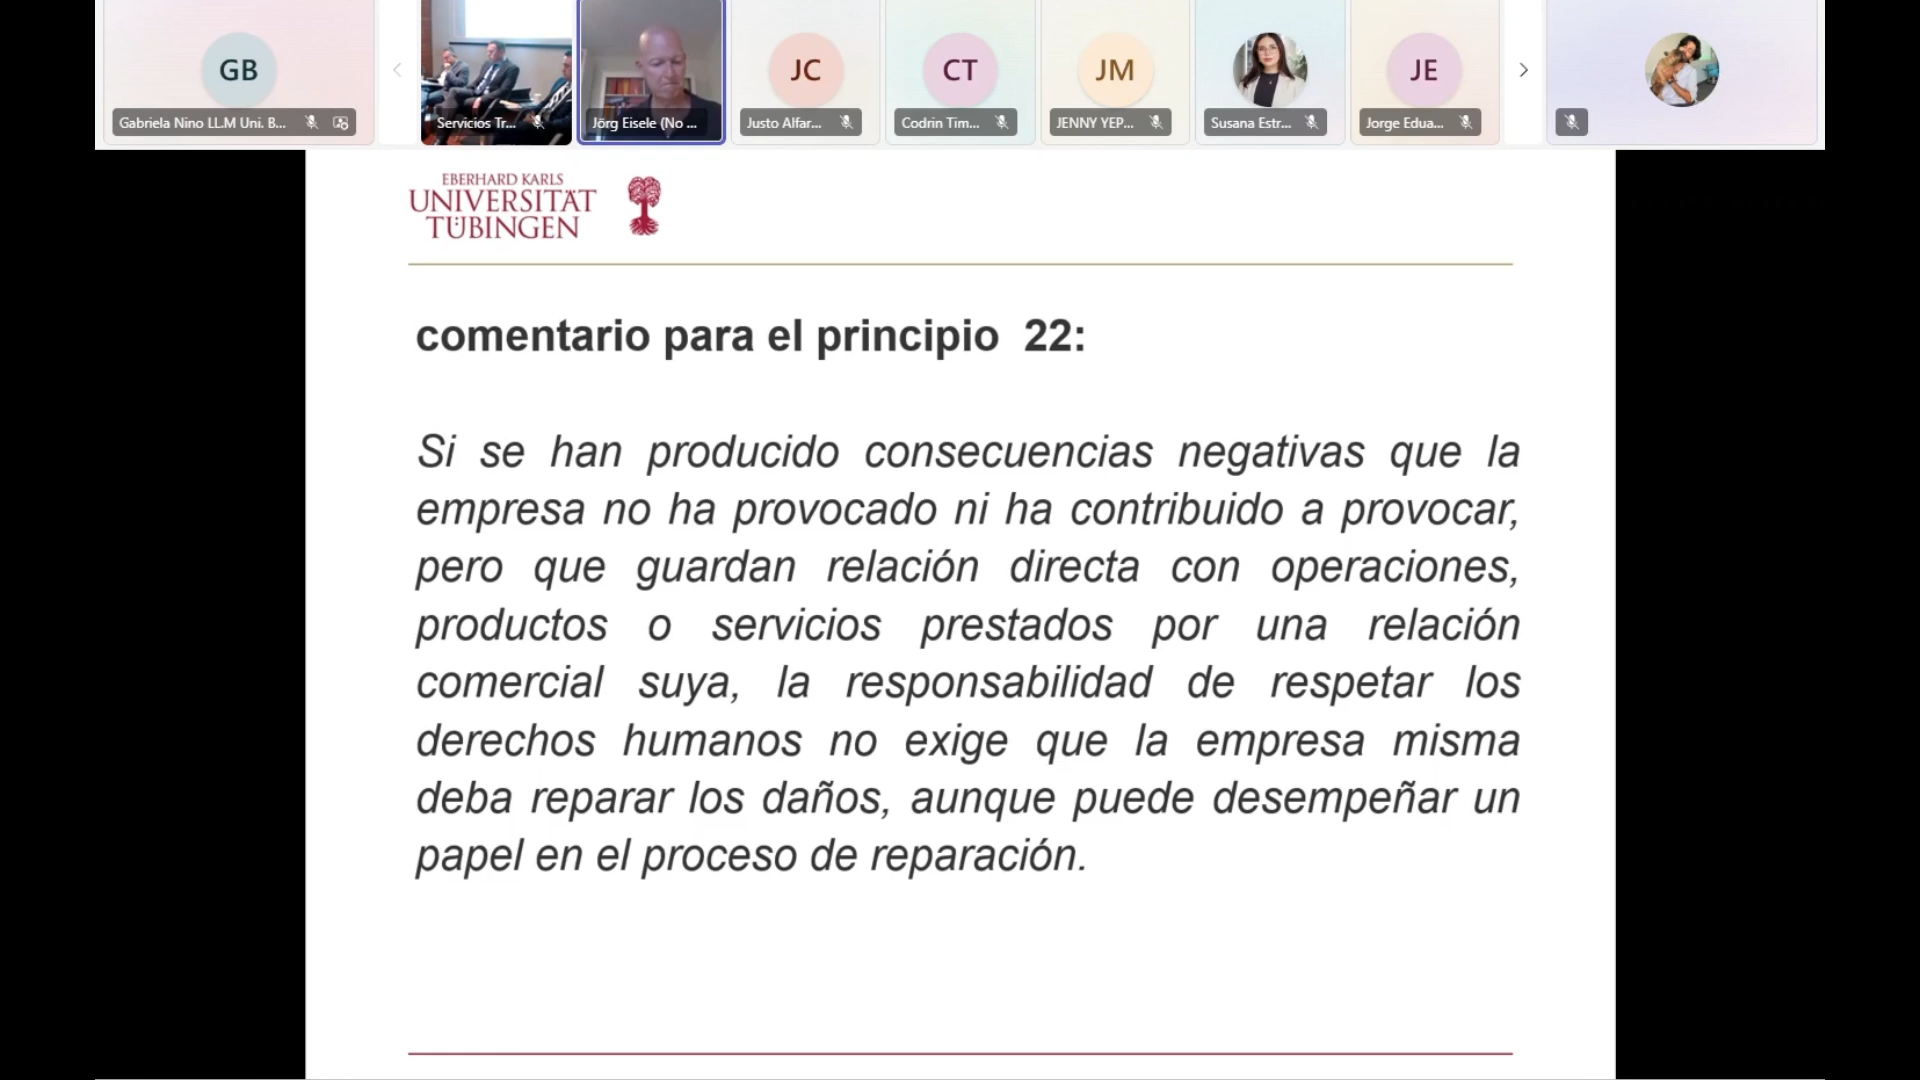 GB
JC
CT
JM
JE
Gabriela Nino LL.M Uni. B...
Servicios Tr...
Jörg Eisele (No ...
Justo Alfar...
Codrin Tim...
JENNY YEP...
Susana Estr...
Jorge Edua...
EBERHARD KARLS
UNIVERSITÄT
TÜBINGEN
comentario para el principio 22:
Si se han producido consecuencias negativas que la
empresa no ha provocado ni ha contribuido a provocar,
pero que guardan relación directa con operaciones,
productos o servicios prestados por una relación
comercial suya, la responsabilidad de respetar los
derechos humanos no exige que la empresa misma
deba reparar los daños, aunque puede desempeñar un
papel en el proceso de reparación.